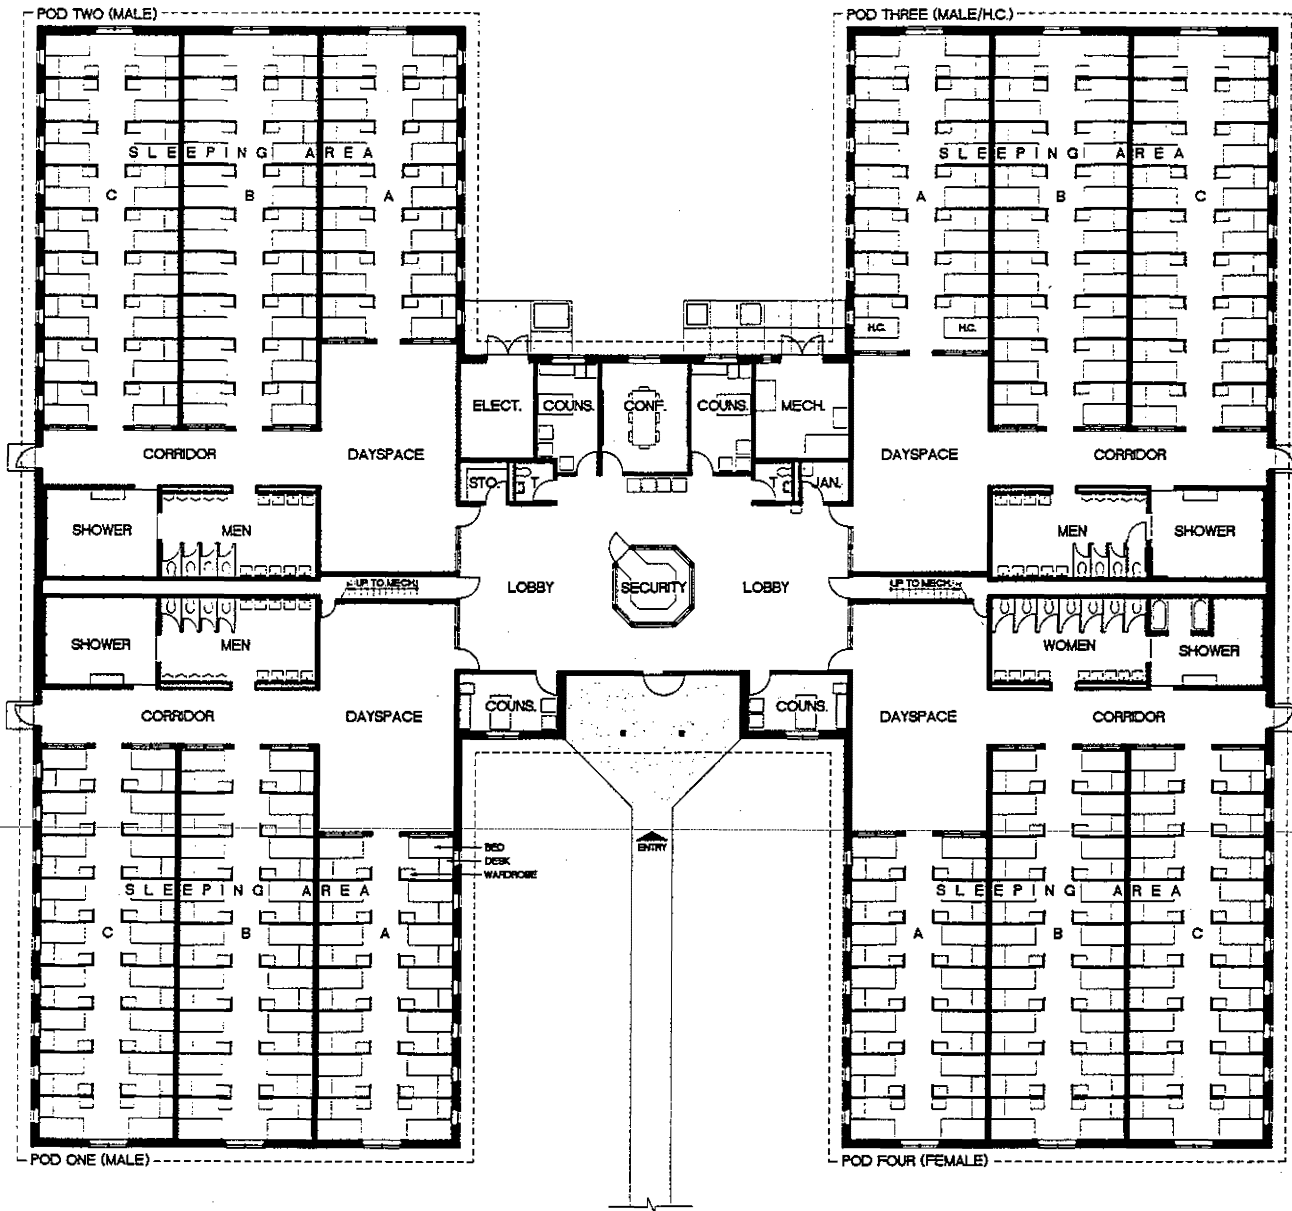 POD TWO (MALE)
POD THREE (MALE/H.C.)
SLEEPING AREA
SLEEPING AREA
C
B
A
A
B
C
H.C.
H.C.
ELECT.
COUNS.
CONF.
COUNS.
MECH.
CORRIDOR
DAYSPACE
DAYSPACE
CORRIDOR
STO.
T.
T.
JAN.
SHOWER
MEN
MEN
SHOWER
UP TO MECH.
LOBBY
SECURITY
LOBBY
UP TO MECH.
SHOWER
MEN
WOMEN
SHOWER
COUNS.
COUNS.
CORRIDOR
DAYSPACE
DAYSPACE
CORRIDOR
BED
DESK
WARDROBE
ENTRY
SLEEPING AREA
SLEEPING AREA
C
B
A
A
B
C
POD ONE (MALE)
POD FOUR (FEMALE)